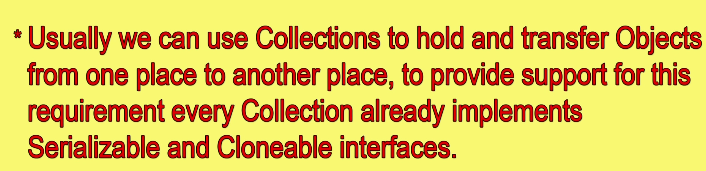 * Usually we can use Collections to hold and transfer Objects
from one place to another place, to provide support for this
requirement every Collection already implements
Serializable and Cloneable interfaces.